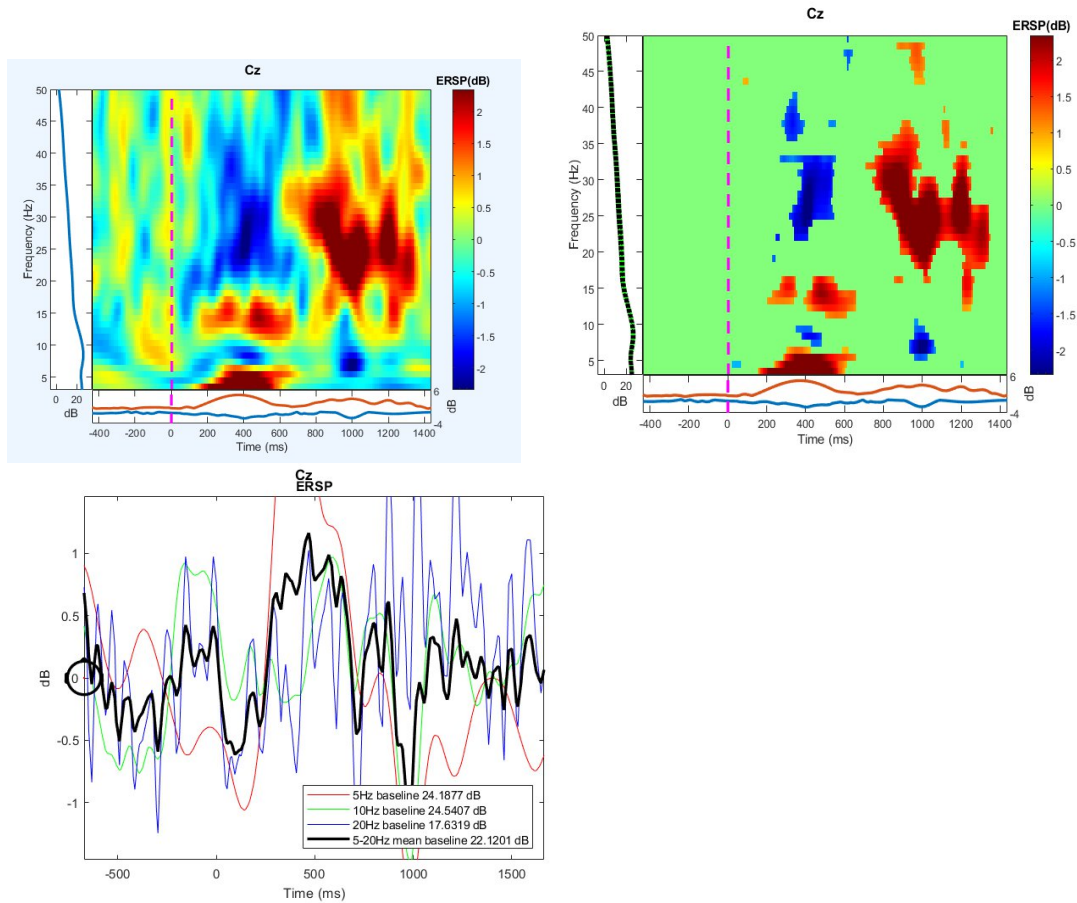 Cz
ERSP(dB)
50
45
40
35
30
25
20
15
10
5
Frequency (Hz)
2
1.5
1
0.5
0
-0.5
-1
-1.5
-2
0 20
dB
6
-4
dB
-400 -200 0 200 400 600 800 1000 1200 1400
Time (ms)
Cz
ERSP(dB)
50
45
40
35
30
25
20
15
10
5
Frequency (Hz)
2
1.5
1
0.5
0
-0.5
-1
-1.5
-2
0 20
dB
6
-4
dB
-400 -200 0 200 400 600 800 1000 1200 1400
Time (ms)
Cz
ERSP
1
0.5
0
-0.5
-1
dB
5Hz baseline 24.1877 dB
10Hz baseline 24.5407 dB
20Hz baseline 17.6319 dB
5-20Hz mean baseline 22.1201 dB
-500 0 500 1000 1500
Time (ms)